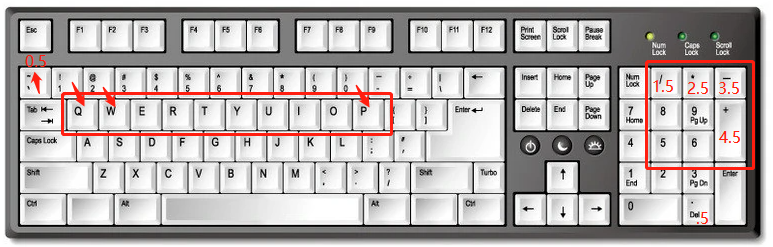 Esc F1 F2 F3 F4 F5 F6 F7 F8 F9 F10 F11 F12 Print Screen Scroll Lock Pause Break
Num Lock Caps Lock Scroll Lock
0.5
~ ! @ 2 # 3 $ 4 % 5 ^ 6 & 7 * 8 ( 9 ) 0 — - + = | \ ← Insert Home Page Up Num Lock / 1.5 * 2.5 — 3.5
Tab Q W E R T Y U I O P { [ } ] Enter ↵ Delete End Page Down 7 Home 8 9 Pg Up + 4.5
Caps Lock A S D F G H J K L : ; 4 5 6
Shift Z X C V B N M < , > . ? / Shift Turbo ↑ 1 End 2 3 Pg Dn Enter
Ctrl Alt Alt Ctrl ← ↓ → 0 . Del .5